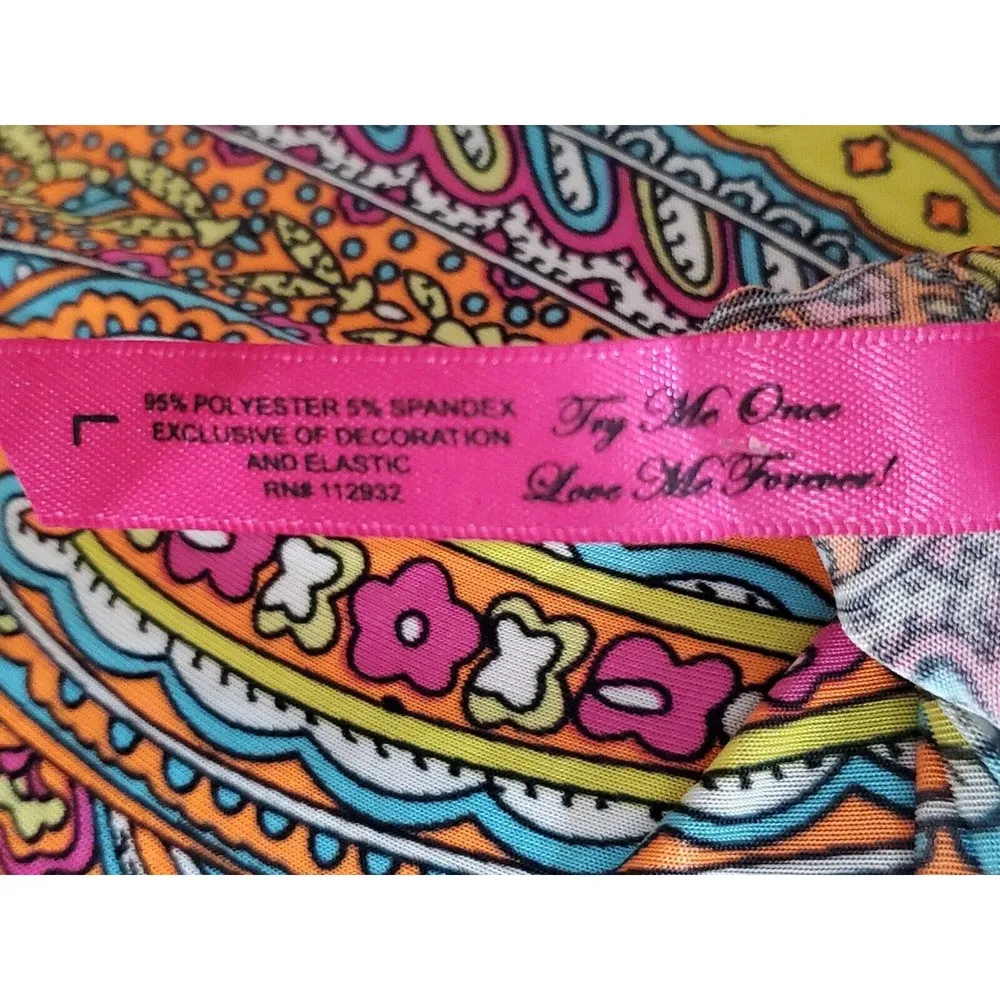 L
95% POLYESTER 5% SPANDEX
EXCLUSIVE OF DECORATION
AND ELASTIC
RN# 112932
Try Me Once
Love Me Forever!